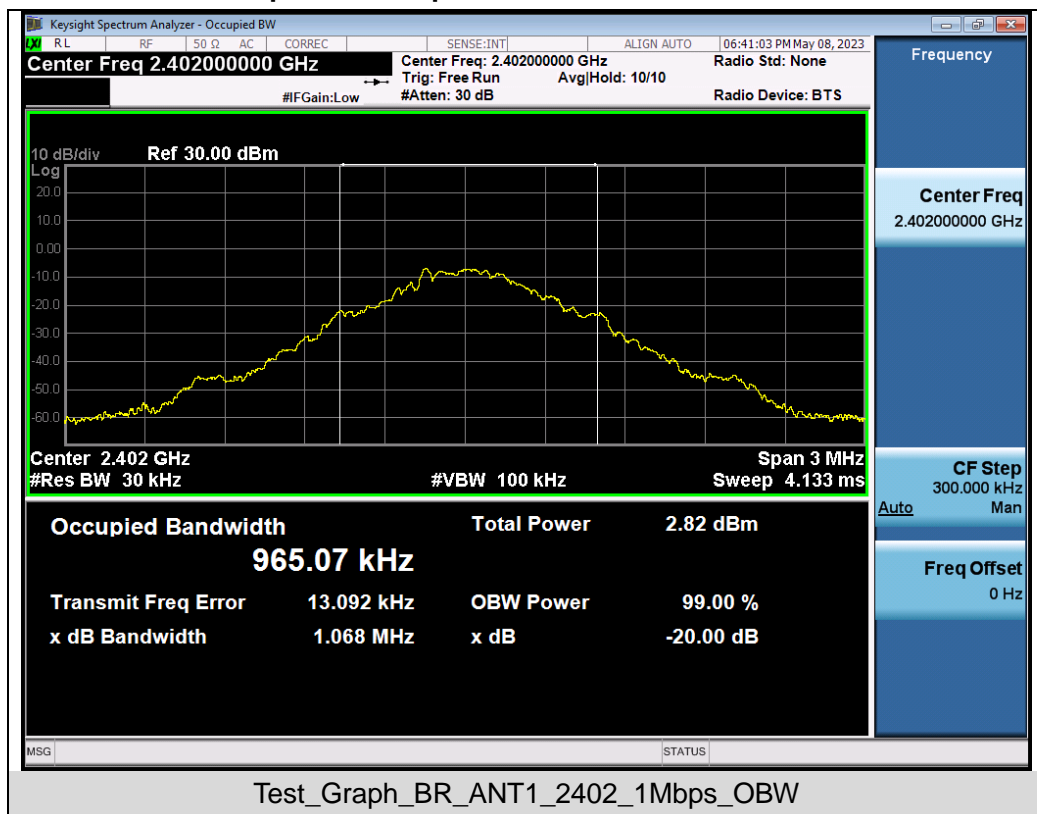 Keysight Spectrum Analyzer - Occupied BW
LXI RL RF 50 Ω AC CORREC SENSE:INT ALIGN AUTO 06:41:03 PM May 08, 2023
Center Freq 2.402000000 GHz Center Freq: 2.402000000 GHz Radio Std: None
Trig: Free Run Avg|Hold: 10/10
#IFGain:Low #Atten: 30 dB Radio Device: BTS
Frequency
10 dB/div Ref 30.00 dBm
Log
20.0
10.0
0.00
-10.0
-20.0
-30.0
-40.0
-50.0
-60.0
Center 2.402 GHz Span 3 MHz
#Res BW 30 kHz #VBW 100 kHz Sweep 4.133 ms
Center Freq
2.402000000 GHz
CF Step
300.000 kHz
Auto Man
Freq Offset
0 Hz
Occupied Bandwidth Total Power 2.82 dBm
965.07 kHz
Transmit Freq Error 13.092 kHz OBW Power 99.00 %
x dB Bandwidth 1.068 MHz x dB -20.00 dB
MSG STATUS
Test_Graph_BR_ANT1_2402_1Mbps_OBW